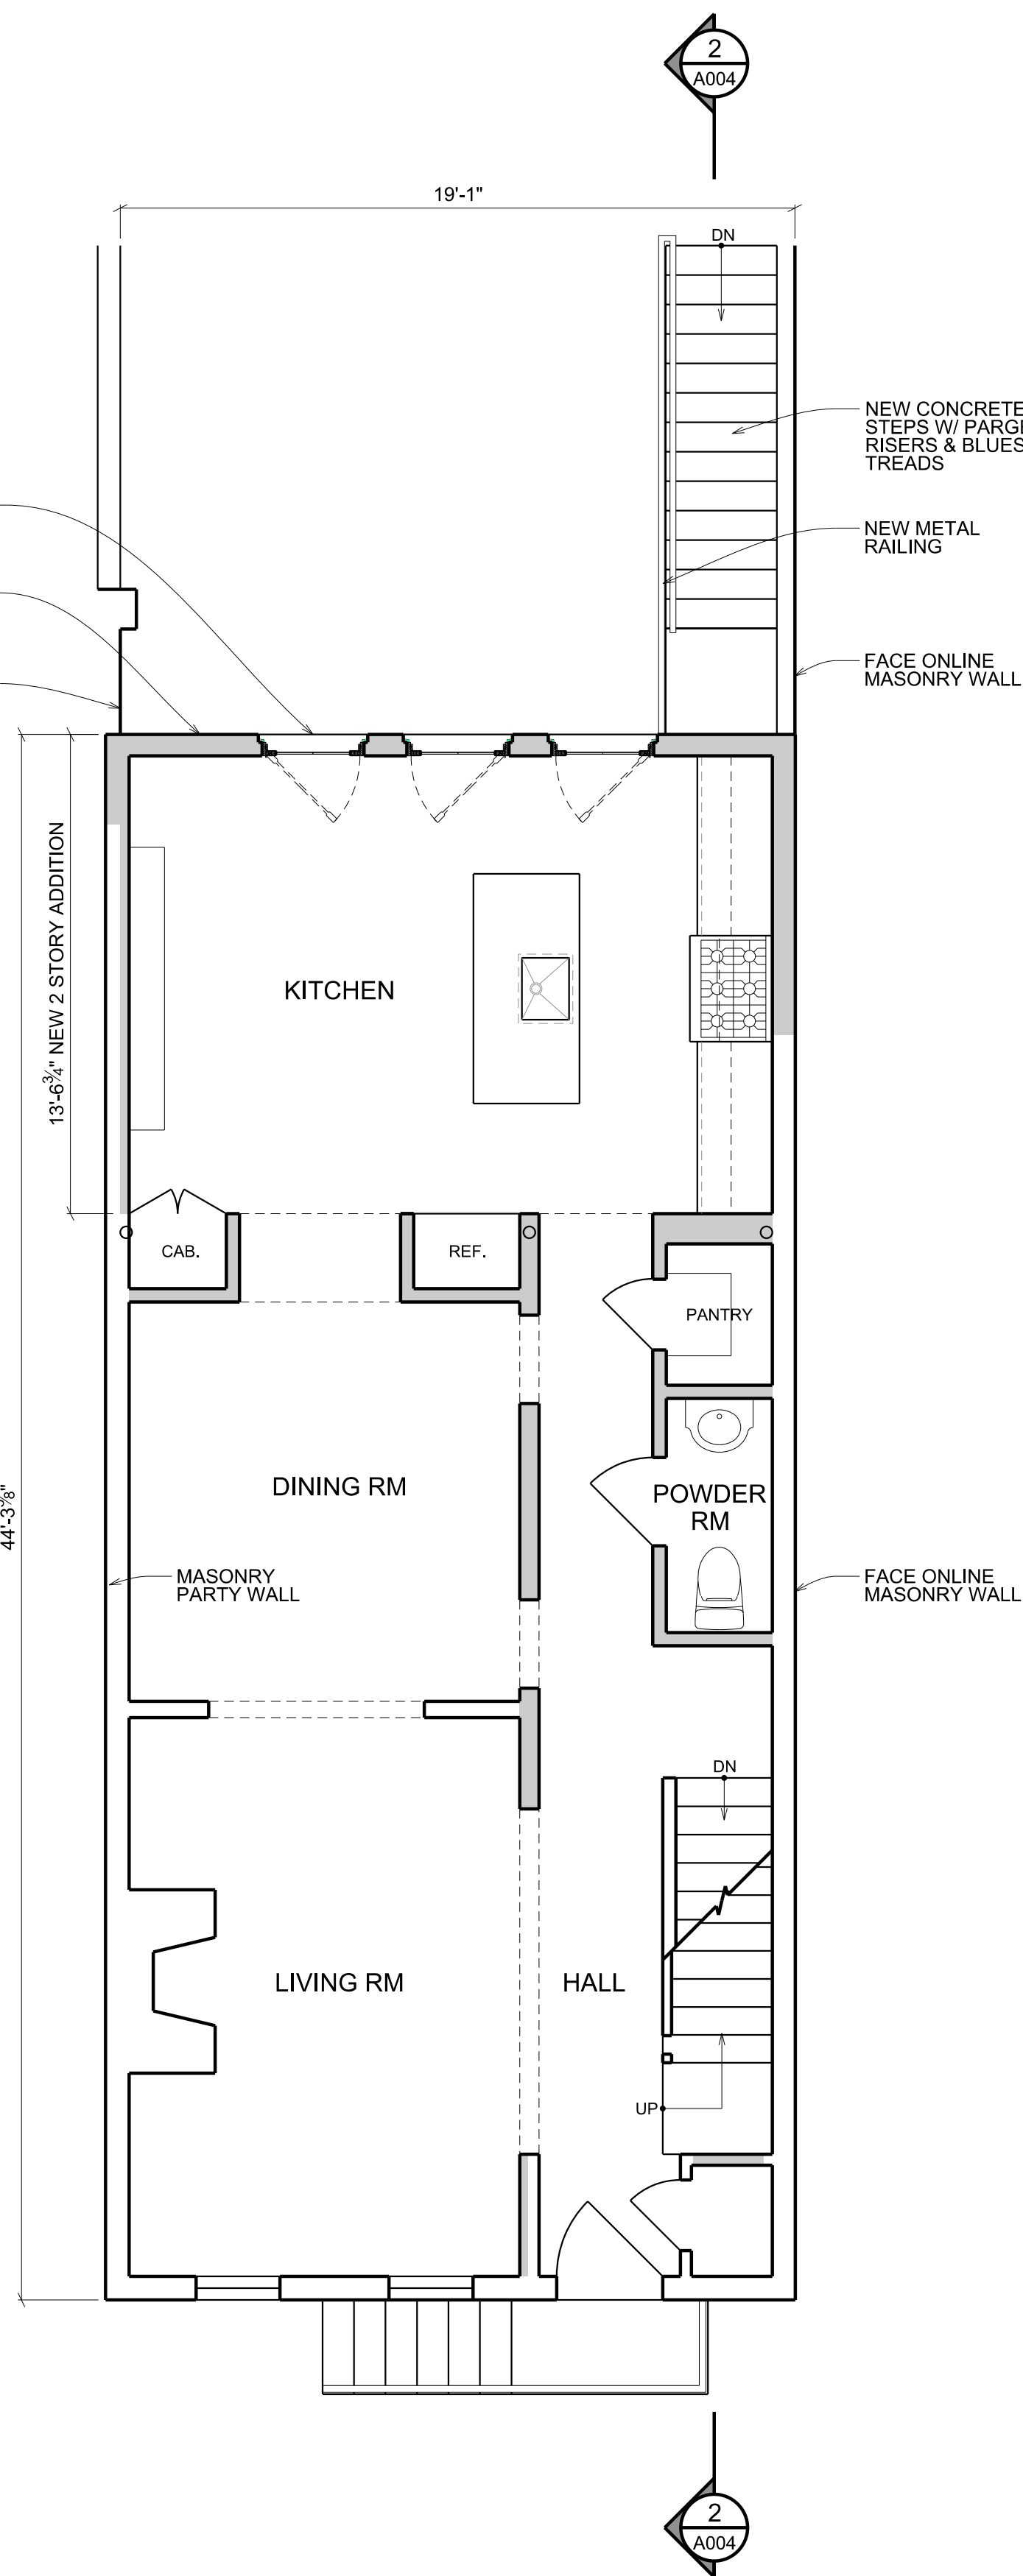 2
A004
19'-1"
DN
NEW CONCRETE
STEPS W/ PARGE
RISERS & BLUES
TREADS
NEW METAL
RAILING
FACE ONLINE
MASONRY WALL
13'-6¾" NEW 2 STORY ADDITION
KITCHEN
CAB.
REF.
PANTRY
DINING RM
POWDER
RM
44'-3⅜"
MASONRY
PARTY WALL
FACE ONLINE
MASONRY WALL
DN
LIVING RM
HALL
UP
2
A004